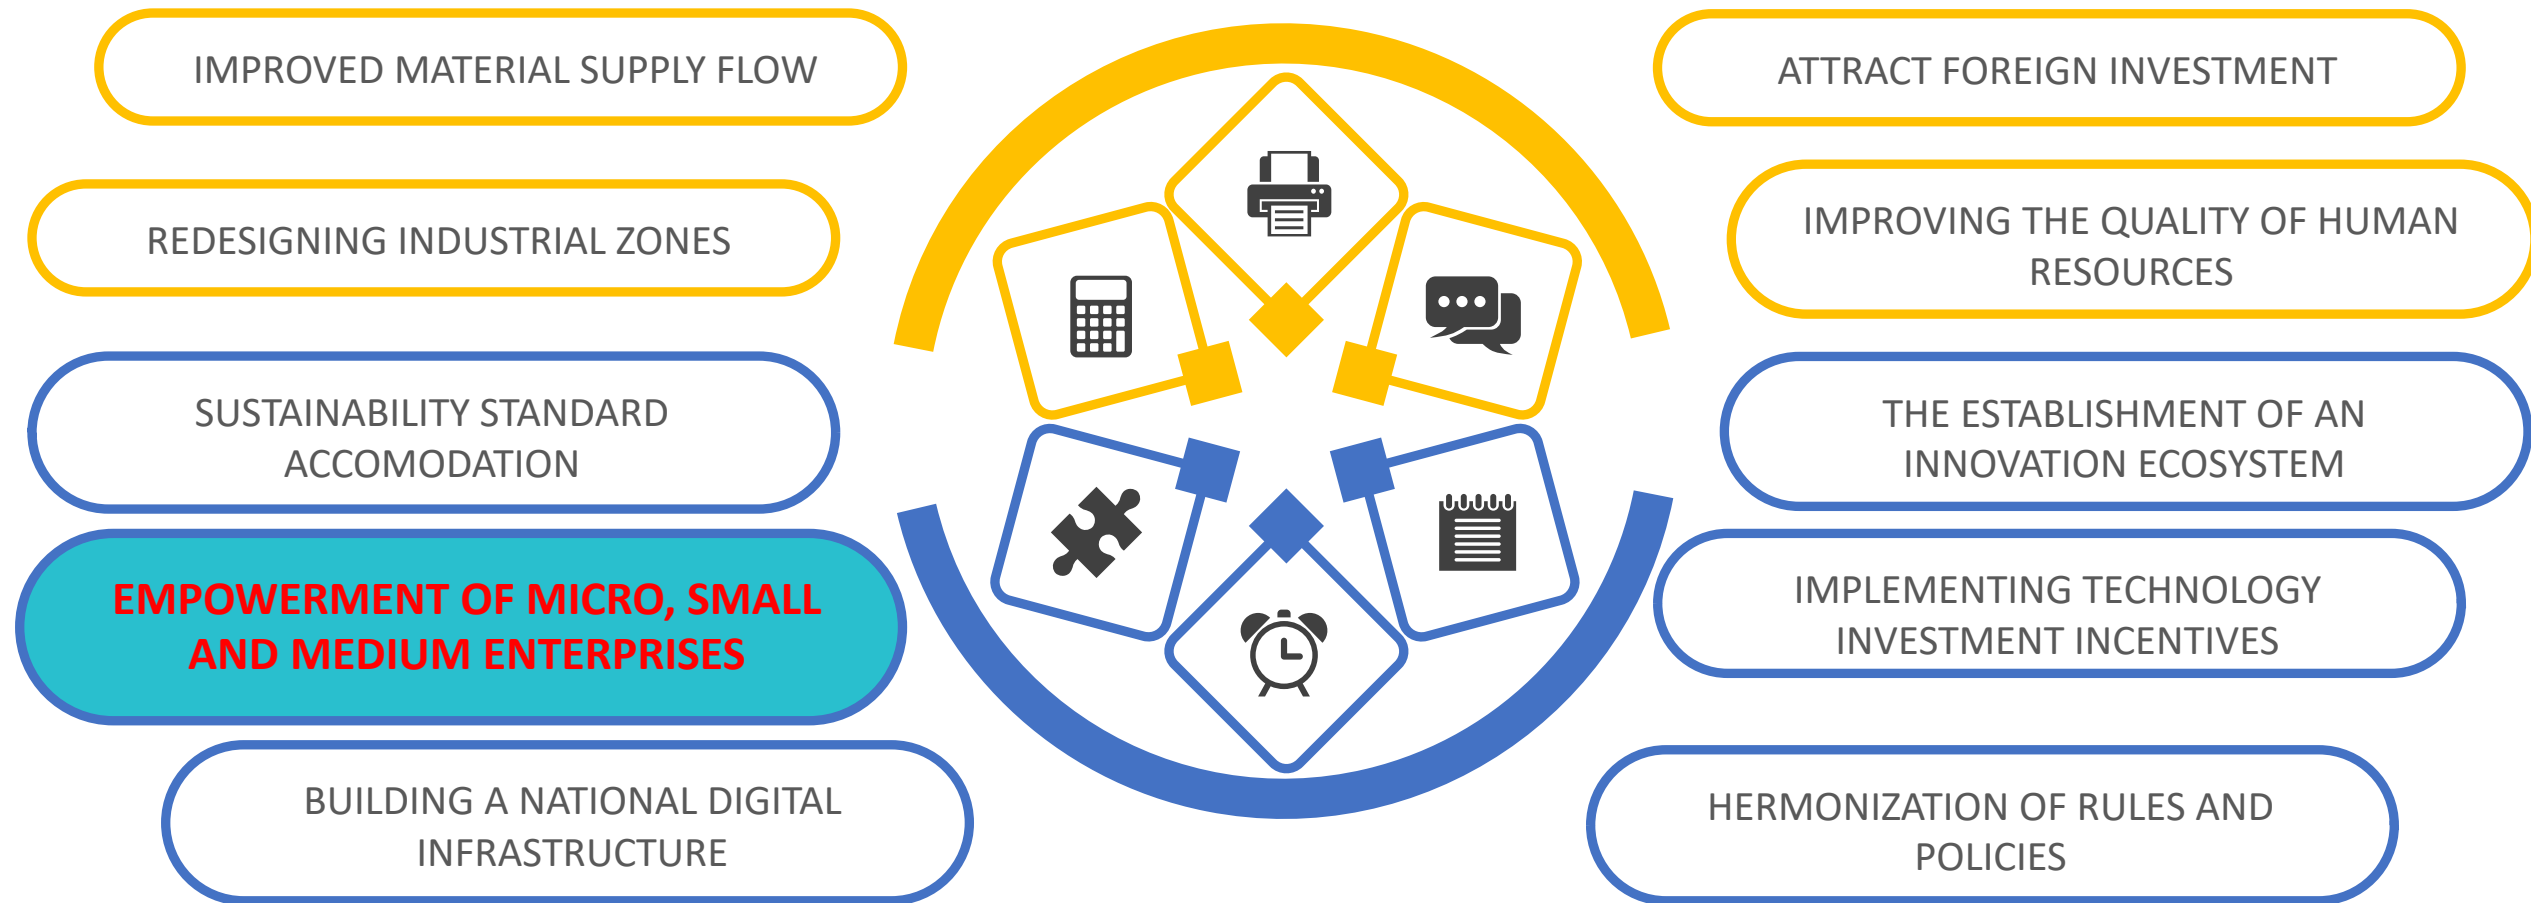 IMPROVED MATERIAL SUPPLY FLOW
REDESIGNING INDUSTRIAL ZONES
SUSTAINABILITY STANDARD
ACCOMODATION
EMPOWERMENT OF MICRO, SMALL
AND MEDIUM ENTERPRISES
BUILDING A NATIONAL DIGITAL
INFRASTRUCTURE
ATTRACT FOREIGN INVESTMENT
IMPROVING THE QUALITY OF HUMAN
RESOURCES
THE ESTABLISHMENT OF AN
INNOVATION ECOSYSTEM
IMPLEMENTING TECHNOLOGY
INVESTMENT INCENTIVES
HERMONIZATION OF RULES AND
POLICIES